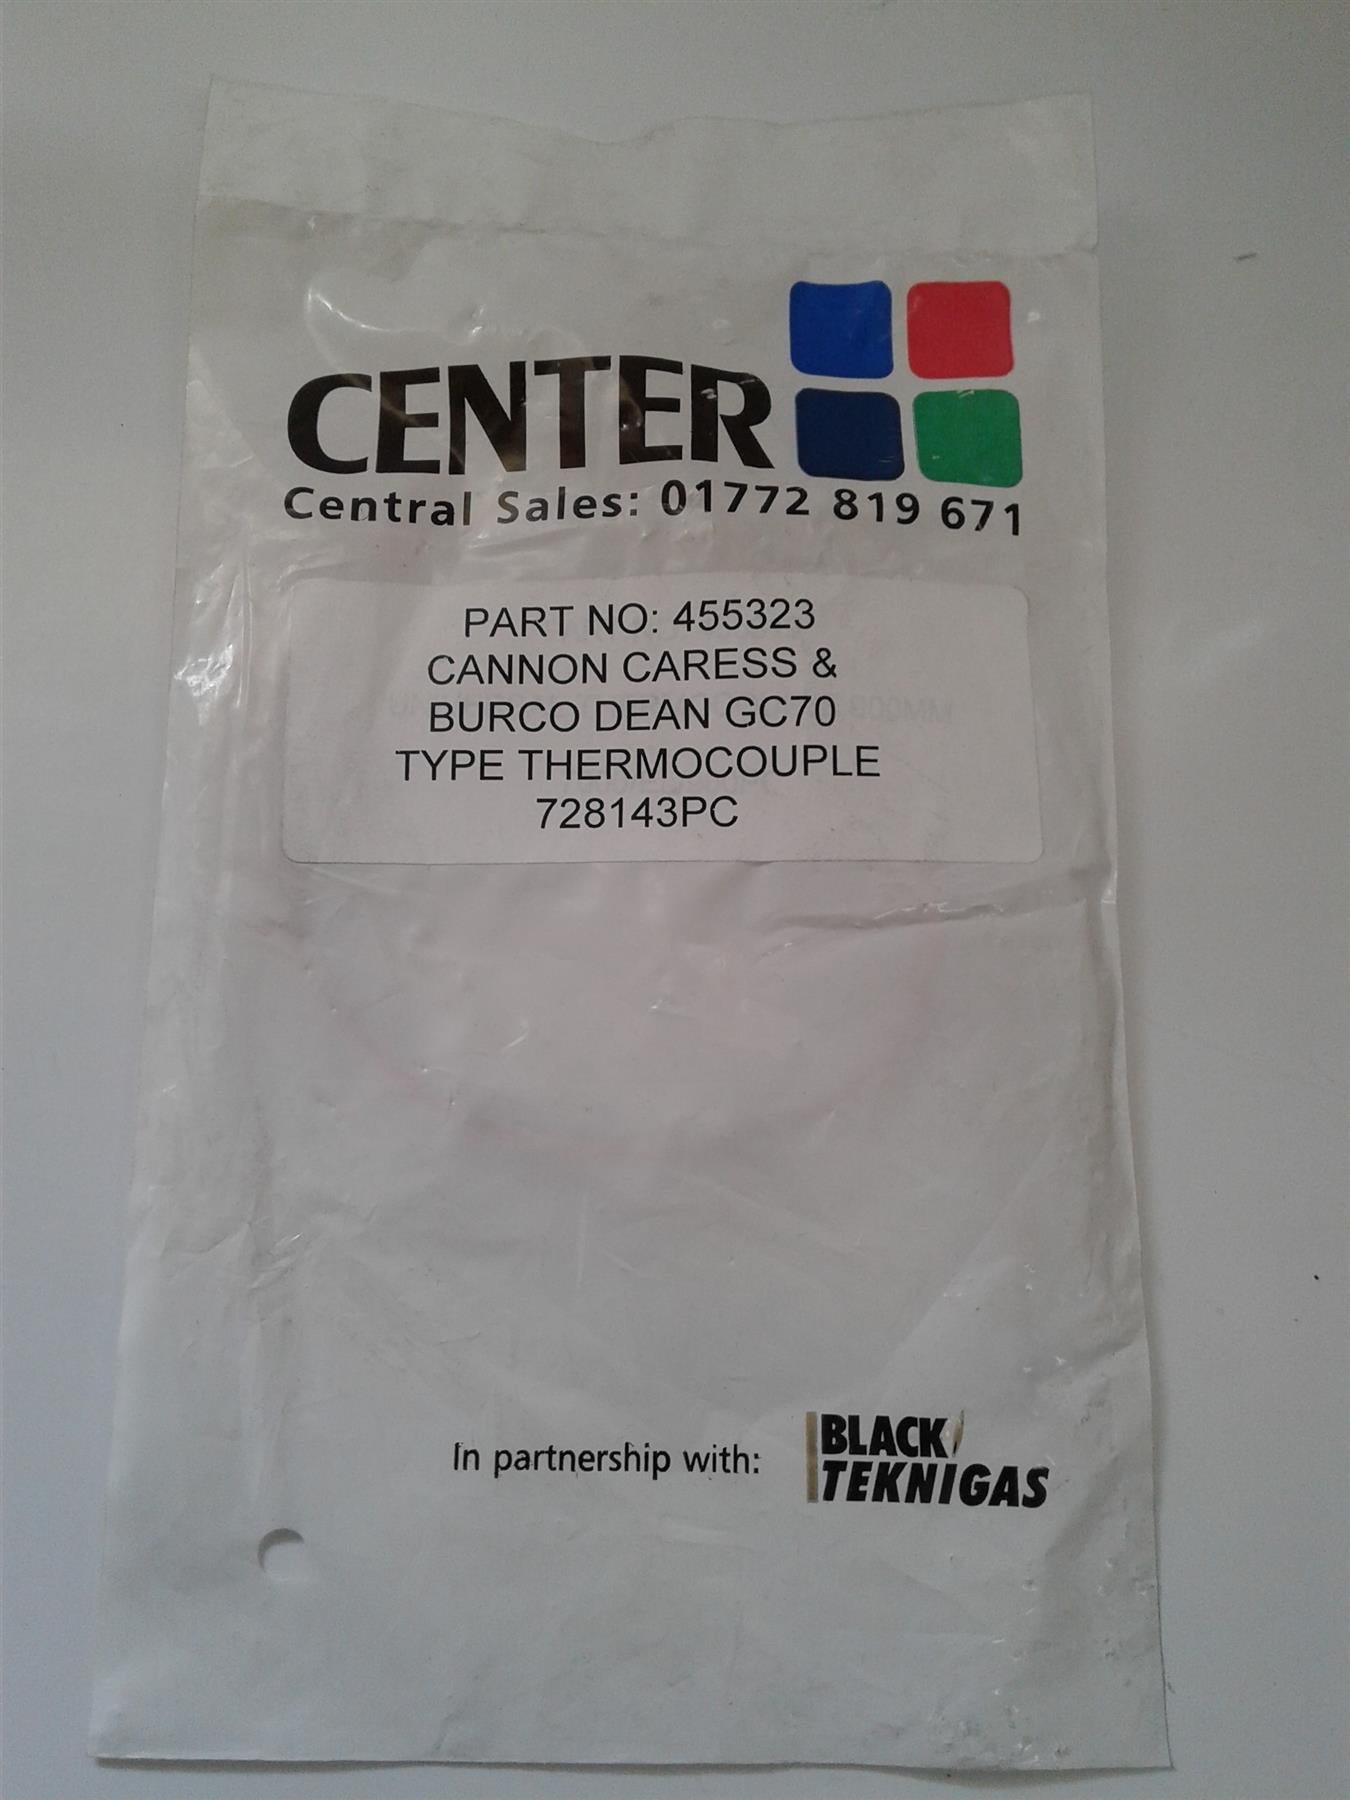 CENTER
Central Sales: 01772 819 671
PART NO: 455323
CANNON CARESS &
BURCO DEAN GC70
TYPE THERMOCOUPLE
728143PC
In partnership with:
BLACK
TEKNIGAS